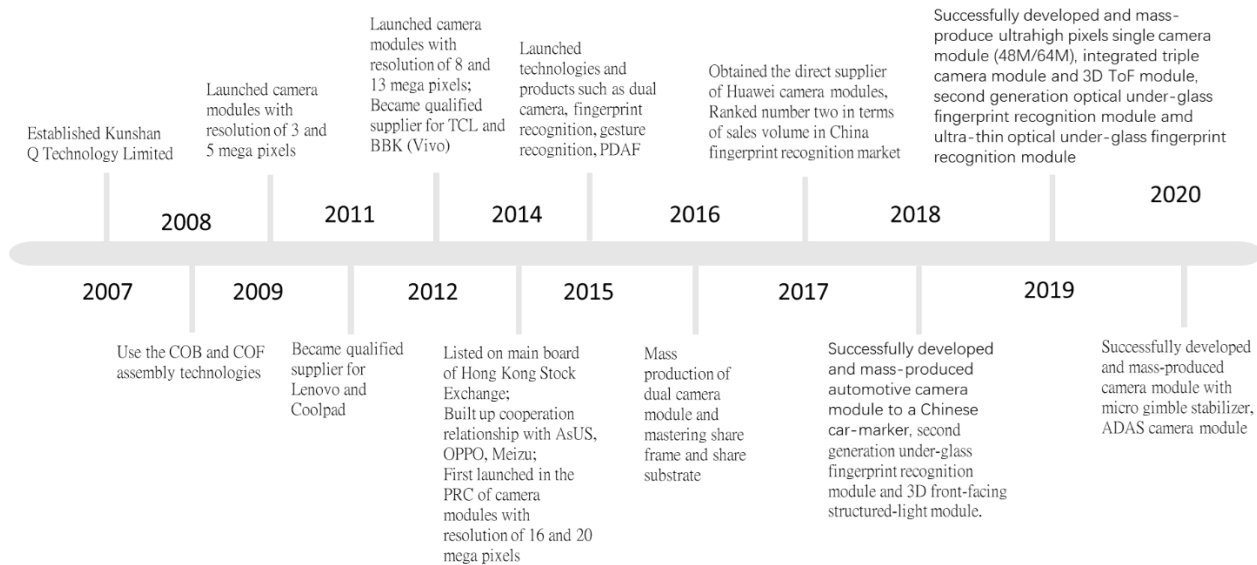 Established Kunshan
Q Technology Limited
2007
2008
Use the COB and COF
assembly technologies
Launched camera
modules with
resolution of 3 and
5 mega pixels
2009
2011
Became qualified
supplier for
Lenovo and
Coolpad
Launched camera
modules with
resolution of 8 and
13 mega pixels;
Became qualified
supplier for TCL and
BBK (Vivo)
2012
2014
Listed on main board
of Hong Kong Stock
Exchange;
Built up cooperation
relationship with AsUS,
OPPO, Meizu;
First launched in the
PRC of camera
modules with
resolution of 16 and 20
mega pixels
Launched
technologies and
products such as dual
camera, fingerprint
recognition, gesture
recognition, PDAF
2015
2016
Mass
production of
dual camera
module and
mastering share
frame and share
substrate
Obtained the direct supplier
of Huawei camera modules,
Ranked number two in terms
of sales volume in China
fingerprint recognition market
2017
2018
Successfully developed
and mass-produced
automotive camera
module to a Chinese
car-marker, second
generation under-glass
fingerprint recognition
module and 3D front-facing
structured-light module.
Successfully developed and mass-
produce ultrahigh pixels single camera
module (48M/64M), integrated triple
camera module and 3D ToF module,
second generation optical under-glass
fingerprint recognition module amd
ultra-thin optical under-glass fingerprint
recognition module
2019
2020
Successfully developed
and mass-produced
camera module with
micro gimble stabilizer,
ADAS camera module